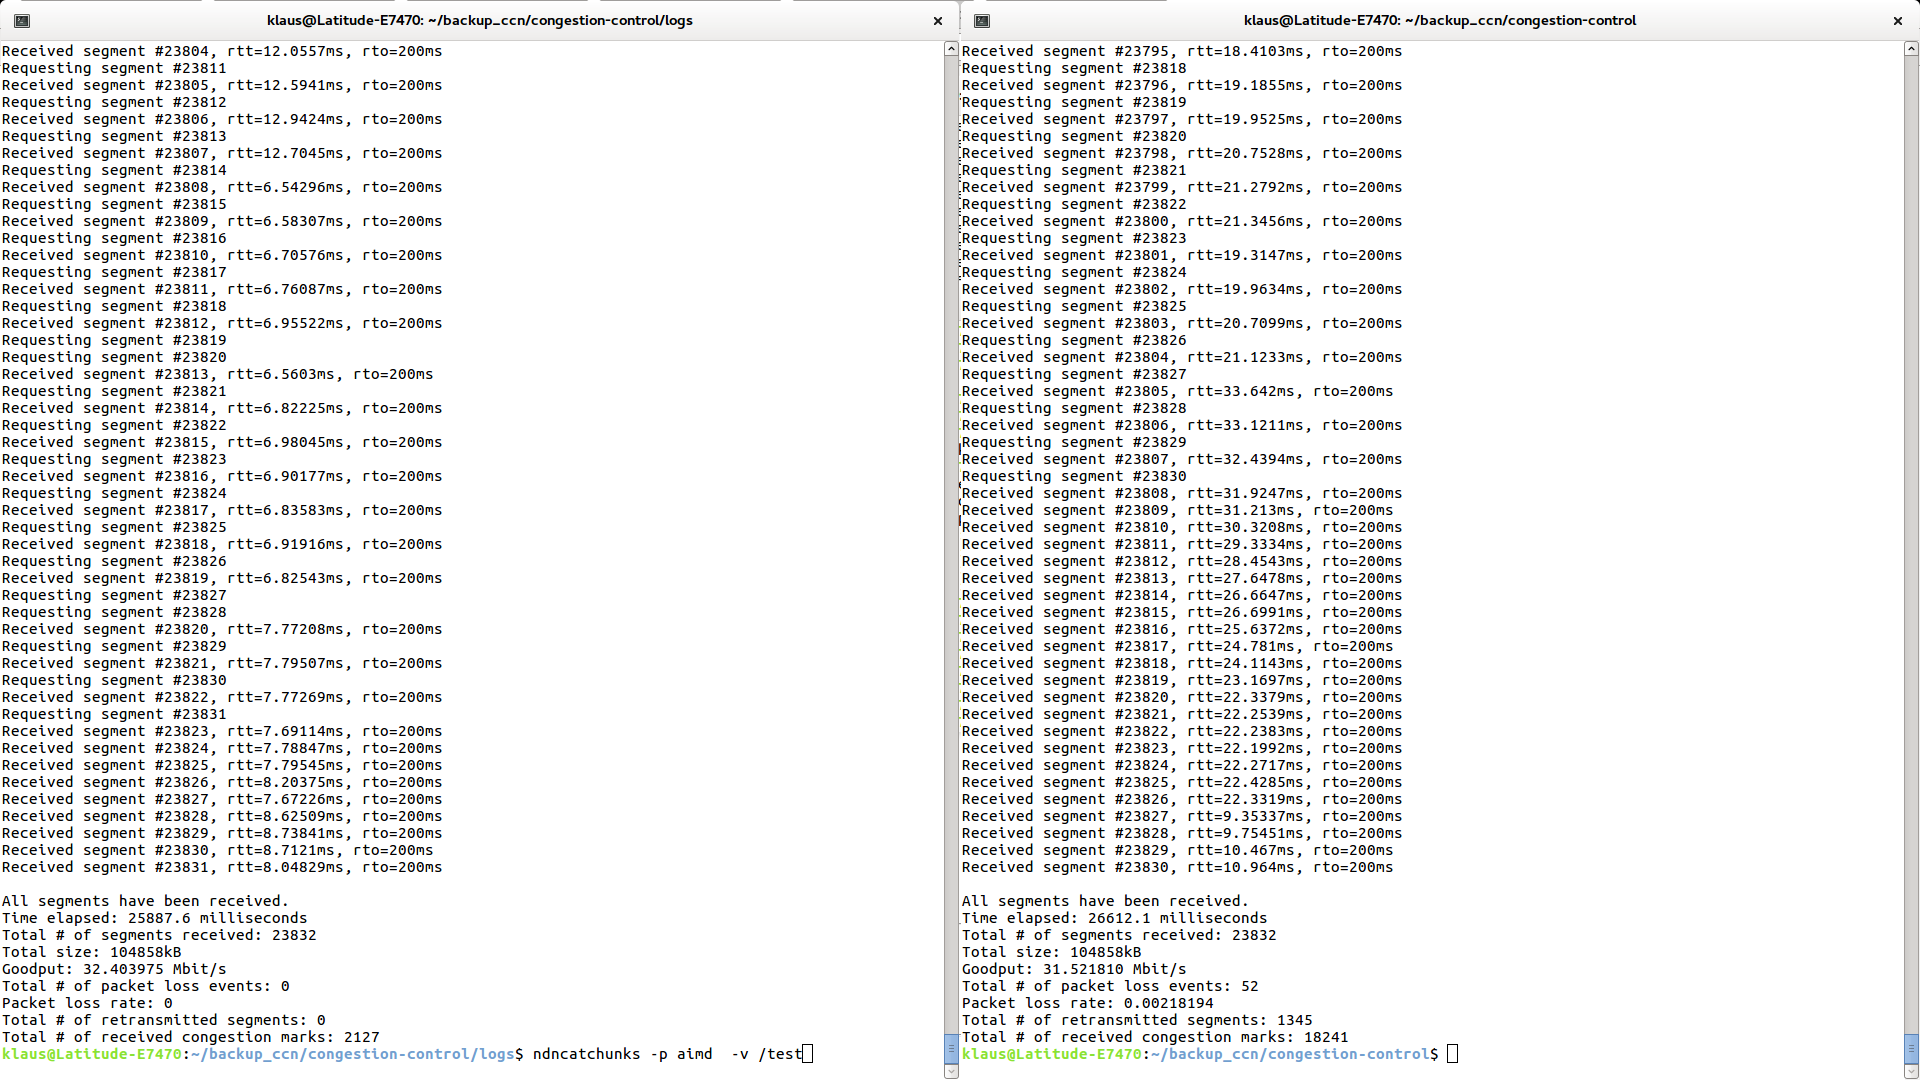 klaus@Latitude-E7470: ~/backup_ccn/congestion-control/logs
Received segment #23804, rtt=12.0557ms, rto=200ms
Requesting segment #23811
Received segment #23805, rtt=12.5941ms, rto=200ms
Requesting segment #23812
Received segment #23806, rtt=12.9424ms, rto=200ms
Requesting segment #23813
Received segment #23807, rtt=12.7045ms, rto=200ms
Requesting segment #23814
Received segment #23808, rtt=6.54296ms, rto=200ms
Requesting segment #23815
Received segment #23809, rtt=6.58307ms, rto=200ms
Requesting segment #23816
Received segment #23810, rtt=6.70576ms, rto=200ms
Requesting segment #23817
Received segment #23811, rtt=6.76087ms, rto=200ms
Requesting segment #23818
Received segment #23812, rtt=6.95522ms, rto=200ms
Requesting segment #23819
Requesting segment #23820
Received segment #23813, rtt=6.5603ms, rto=200ms
Requesting segment #23821
Received segment #23814, rtt=6.82225ms, rto=200ms
Requesting segment #23822
Received segment #23815, rtt=6.98045ms, rto=200ms
Requesting segment #23823
Received segment #23816, rtt=6.90177ms, rto=200ms
Requesting segment #23824
Received segment #23817, rtt=6.83583ms, rto=200ms
Requesting segment #23825
Received segment #23818, rtt=6.91916ms, rto=200ms
Requesting segment #23826
Received segment #23819, rtt=6.82543ms, rto=200ms
Requesting segment #23827
Requesting segment #23828
Received segment #23820, rtt=7.77208ms, rto=200ms
Requesting segment #23829
Received segment #23821, rtt=7.79507ms, rto=200ms
Requesting segment #23830
Received segment #23822, rtt=7.77269ms, rto=200ms
Requesting segment #23831
Received segment #23823, rtt=7.69114ms, rto=200ms
Received segment #23824, rtt=7.78847ms, rto=200ms
Received segment #23825, rtt=7.79545ms, rto=200ms
Received segment #23826, rtt=8.20375ms, rto=200ms
Received segment #23827, rtt=7.67226ms, rto=200ms
Received segment #23828, rtt=8.62509ms, rto=200ms
Received segment #23829, rtt=8.73841ms, rto=200ms
Received segment #23830, rtt=8.7121ms, rto=200ms
Received segment #23831, rtt=8.04829ms, rto=200ms
All segments have been received.
Time elapsed: 25887.6 milliseconds
Total # of segments received: 23832
Total size: 104858kB
Goodput: 32.403975 Mbit/s
Total # of packet loss events: 0
Packet loss rate: 0
Total # of retransmitted segments: 0
Total # of received congestion marks: 2127
klaus@Latitude-E7470:~/backup_ccn/congestion-control/logs$ ndncatchunks -p aimd  -v /test
klaus@Latitude-E7470: ~/backup_ccn/congestion-control
Received segment #23795, rtt=18.4103ms, rto=200ms
Requesting segment #23818
Received segment #23796, rtt=19.1855ms, rto=200ms
Requesting segment #23819
Received segment #23797, rtt=19.9525ms, rto=200ms
Requesting segment #23820
Received segment #23798, rtt=20.7528ms, rto=200ms
Requesting segment #23821
Received segment #23799, rtt=21.2792ms, rto=200ms
Requesting segment #23822
Received segment #23800, rtt=21.3456ms, rto=200ms
Requesting segment #23823
Received segment #23801, rtt=19.3147ms, rto=200ms
Requesting segment #23824
Received segment #23802, rtt=19.9634ms, rto=200ms
Requesting segment #23825
Received segment #23803, rtt=20.7099ms, rto=200ms
Requesting segment #23826
Received segment #23804, rtt=21.1233ms, rto=200ms
Requesting segment #23827
Received segment #23805, rtt=33.642ms, rto=200ms
Requesting segment #23828
Received segment #23806, rtt=33.1211ms, rto=200ms
Requesting segment #23829
Received segment #23807, rtt=32.4394ms, rto=200ms
Requesting segment #23830
Received segment #23808, rtt=31.9247ms, rto=200ms
Received segment #23809, rtt=31.213ms, rto=200ms
Received segment #23810, rtt=30.3208ms, rto=200ms
Received segment #23811, rtt=29.3334ms, rto=200ms
Received segment #23812, rtt=28.4543ms, rto=200ms
Received segment #23813, rtt=27.6478ms, rto=200ms
Received segment #23814, rtt=26.6647ms, rto=200ms
Received segment #23815, rtt=26.6991ms, rto=200ms
Received segment #23816, rtt=25.6372ms, rto=200ms
Received segment #23817, rtt=24.781ms, rto=200ms
Received segment #23818, rtt=24.1143ms, rto=200ms
Received segment #23819, rtt=23.1697ms, rto=200ms
Received segment #23820, rtt=22.3379ms, rto=200ms
Received segment #23821, rtt=22.2539ms, rto=200ms
Received segment #23822, rtt=22.2383ms, rto=200ms
Received segment #23823, rtt=22.1992ms, rto=200ms
Received segment #23824, rtt=22.2717ms, rto=200ms
Received segment #23825, rtt=22.4285ms, rto=200ms
Received segment #23826, rtt=22.3319ms, rto=200ms
Received segment #23827, rtt=9.35337ms, rto=200ms
Received segment #23828, rtt=9.75451ms, rto=200ms
Received segment #23829, rtt=10.467ms, rto=200ms
Received segment #23830, rtt=10.964ms, rto=200ms
All segments have been received.
Time elapsed: 26612.1 milliseconds
Total # of segments received: 23832
Total size: 104858kB
Goodput: 31.521810 Mbit/s
Total # of packet loss events: 52
Packet loss rate: 0.00218194
Total # of retransmitted segments: 1345
Total # of received congestion marks: 18241
klaus@Latitude-E7470:~/backup_ccn/congestion-control$